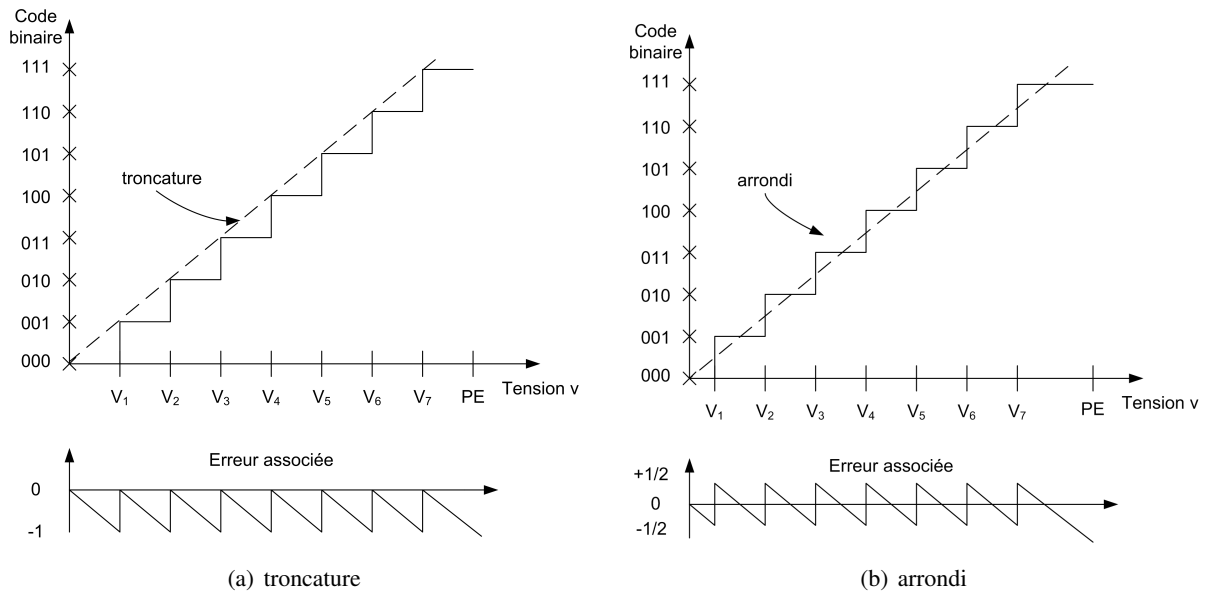 Code
binaire
111
110
101
100
011
010
001
000
troncature
V1 V2 V3 V4 V5 V6 V7 PE
Tension v
Erreur associée
0
-1
(a) troncature
Code
binaire
111
110
101
100
011
010
001
000
arrondi
V1 V2 V3 V4 V5 V6 V7 PE
Tension v
Erreur associée
+1/2
0
-1/2
(b) arrondi